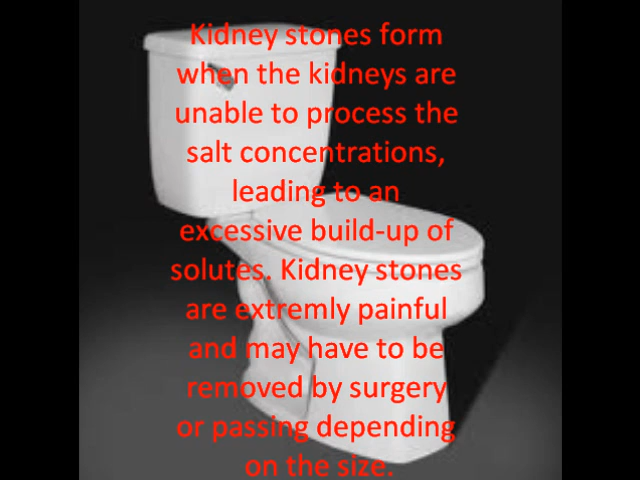 Kidney stones form
when the kidneys are
unable to process the
salt concentrations,
leading to an
excessive build-up of
solutes. Kidney stones
are extremly painful
and may have to be
removed by surgery
or passing depending
on the size.